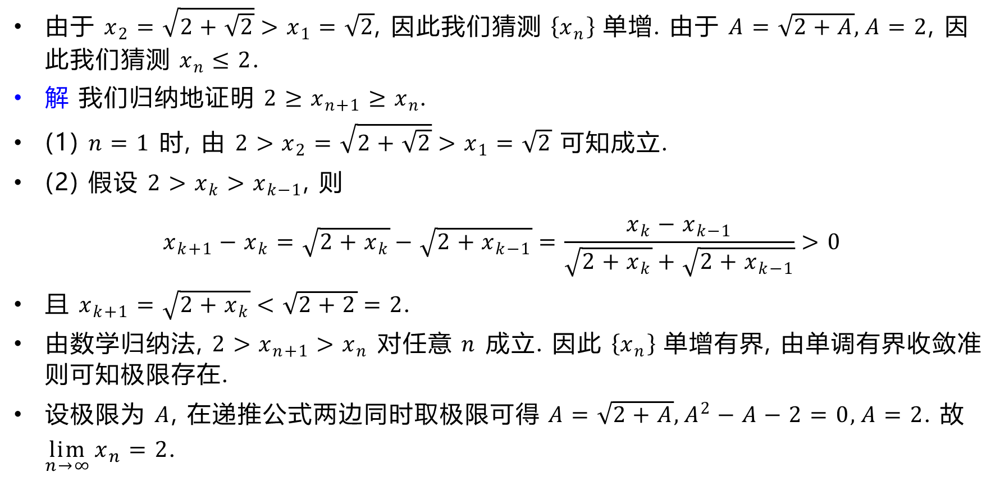 • 由于 $x_2 = \sqrt{2 + \sqrt{2}} > x_1 = \sqrt{2}$, 因此我们猜测 $\{x_n\}$ 单增. 由于 $A = \sqrt{2 + A}, A = 2$, 因
此我们猜测 $x_n \leq 2$.
• 解 我们归纳地证明 $2 \geq x_{n+1} \geq x_n$.
• (1) $n = 1$ 时, 由 $2 > x_2 = \sqrt{2 + \sqrt{2}} > x_1 = \sqrt{2}$ 可知成立.
• (2) 假设 $2 > x_k > x_{k-1}$, 则
$x_{k+1} - x_k = \sqrt{2 + x_k} - \sqrt{2 + x_{k-1}} = \frac{x_k - x_{k-1}}{\sqrt{2 + x_k} + \sqrt{2 + x_{k-1}}} > 0$
• 且 $x_{k+1} = \sqrt{2 + x_k} < \sqrt{2 + 2} = 2$.
• 由数学归纳法, $2 > x_{n+1} > x_n$ 对任意 $n$ 成立. 因此 $\{x_n\}$ 单增有界, 由单调有界收敛准
则可知极限存在.
• 设极限为 $A$, 在递推公式两边同时取极限可得 $A = \sqrt{2 + A}, A^2 - A - 2 = 0, A = 2$. 故
$\lim_{n \to \infty} x_n = 2$.